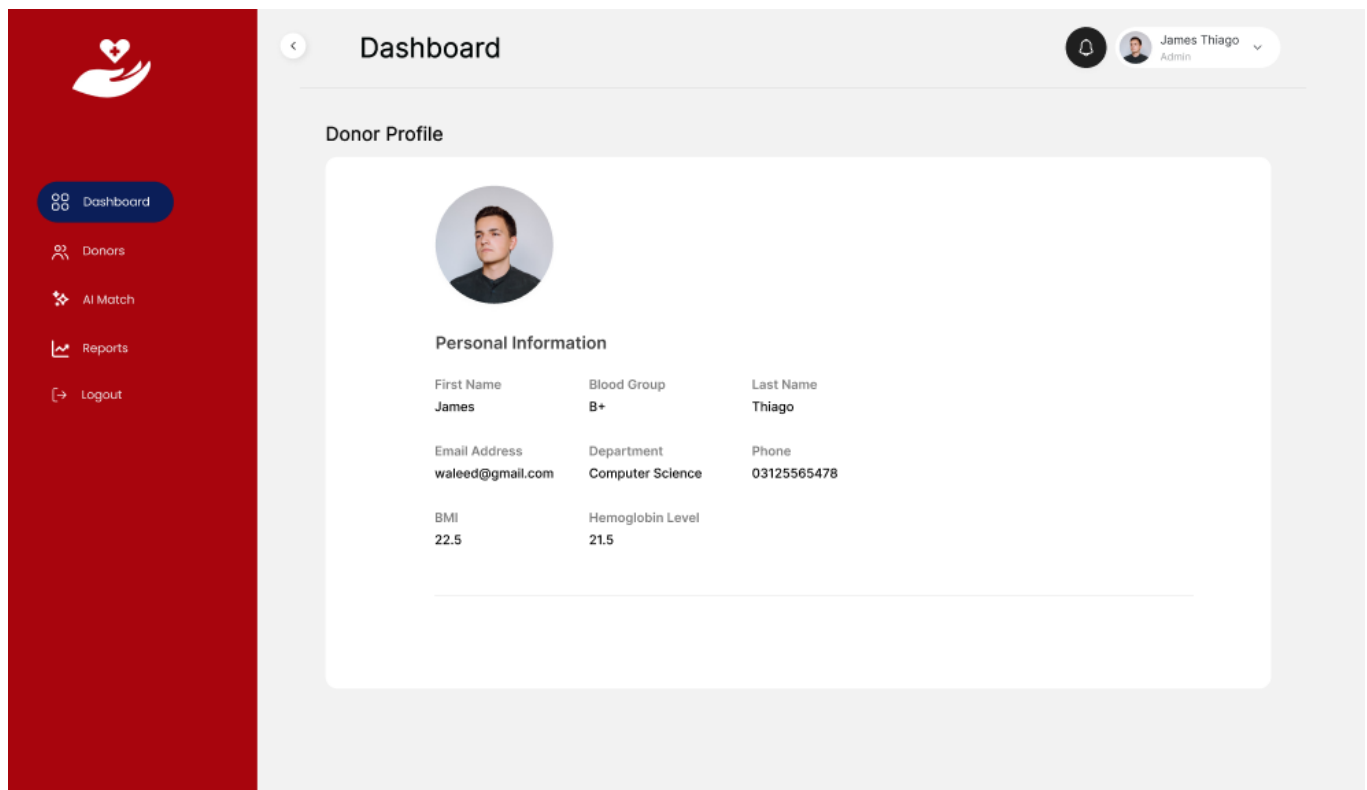 Dashboard
James Thiago
Admin
Donor Profile
Dashboard
Donors
AI Match
Reports
Logout
Personal Information
First Name Blood Group Last Name
James B+ Thiago
Email Address Department Phone
waleed@gmail.com Computer Science 03125565478
BMI Hemoglobin Level
22.5 21.5